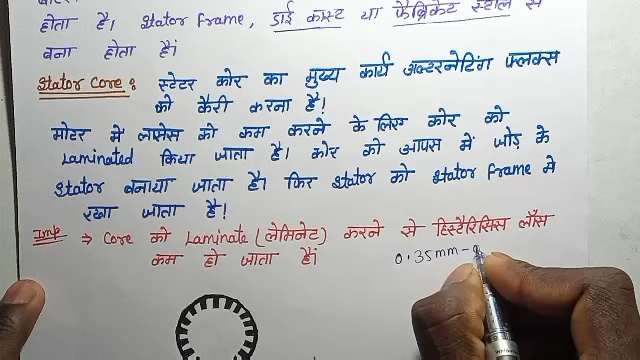 होता है। Stator Frame, डाई कास्ट या फैब्रिकेट स्टील से
बना होता है।
Stator Core: स्टेटर कोर का मुख्य कार्य अल्टरनेटिंग फ्लक्स
को कैरी करना है!
मोटर में लासेस को कम करने के लिए कोर को
Laminated किया जाता है। कोर को आपस में जोड़ के
Stator बनाया जाता है। फिर Stator को Stator Frame मे
रखा जाता है!
Imp ⇒ Core को Laminate (लेमिनेट) करने से हिस्टैरिसिस लौस
कम हो जाता है।
0.35mm-